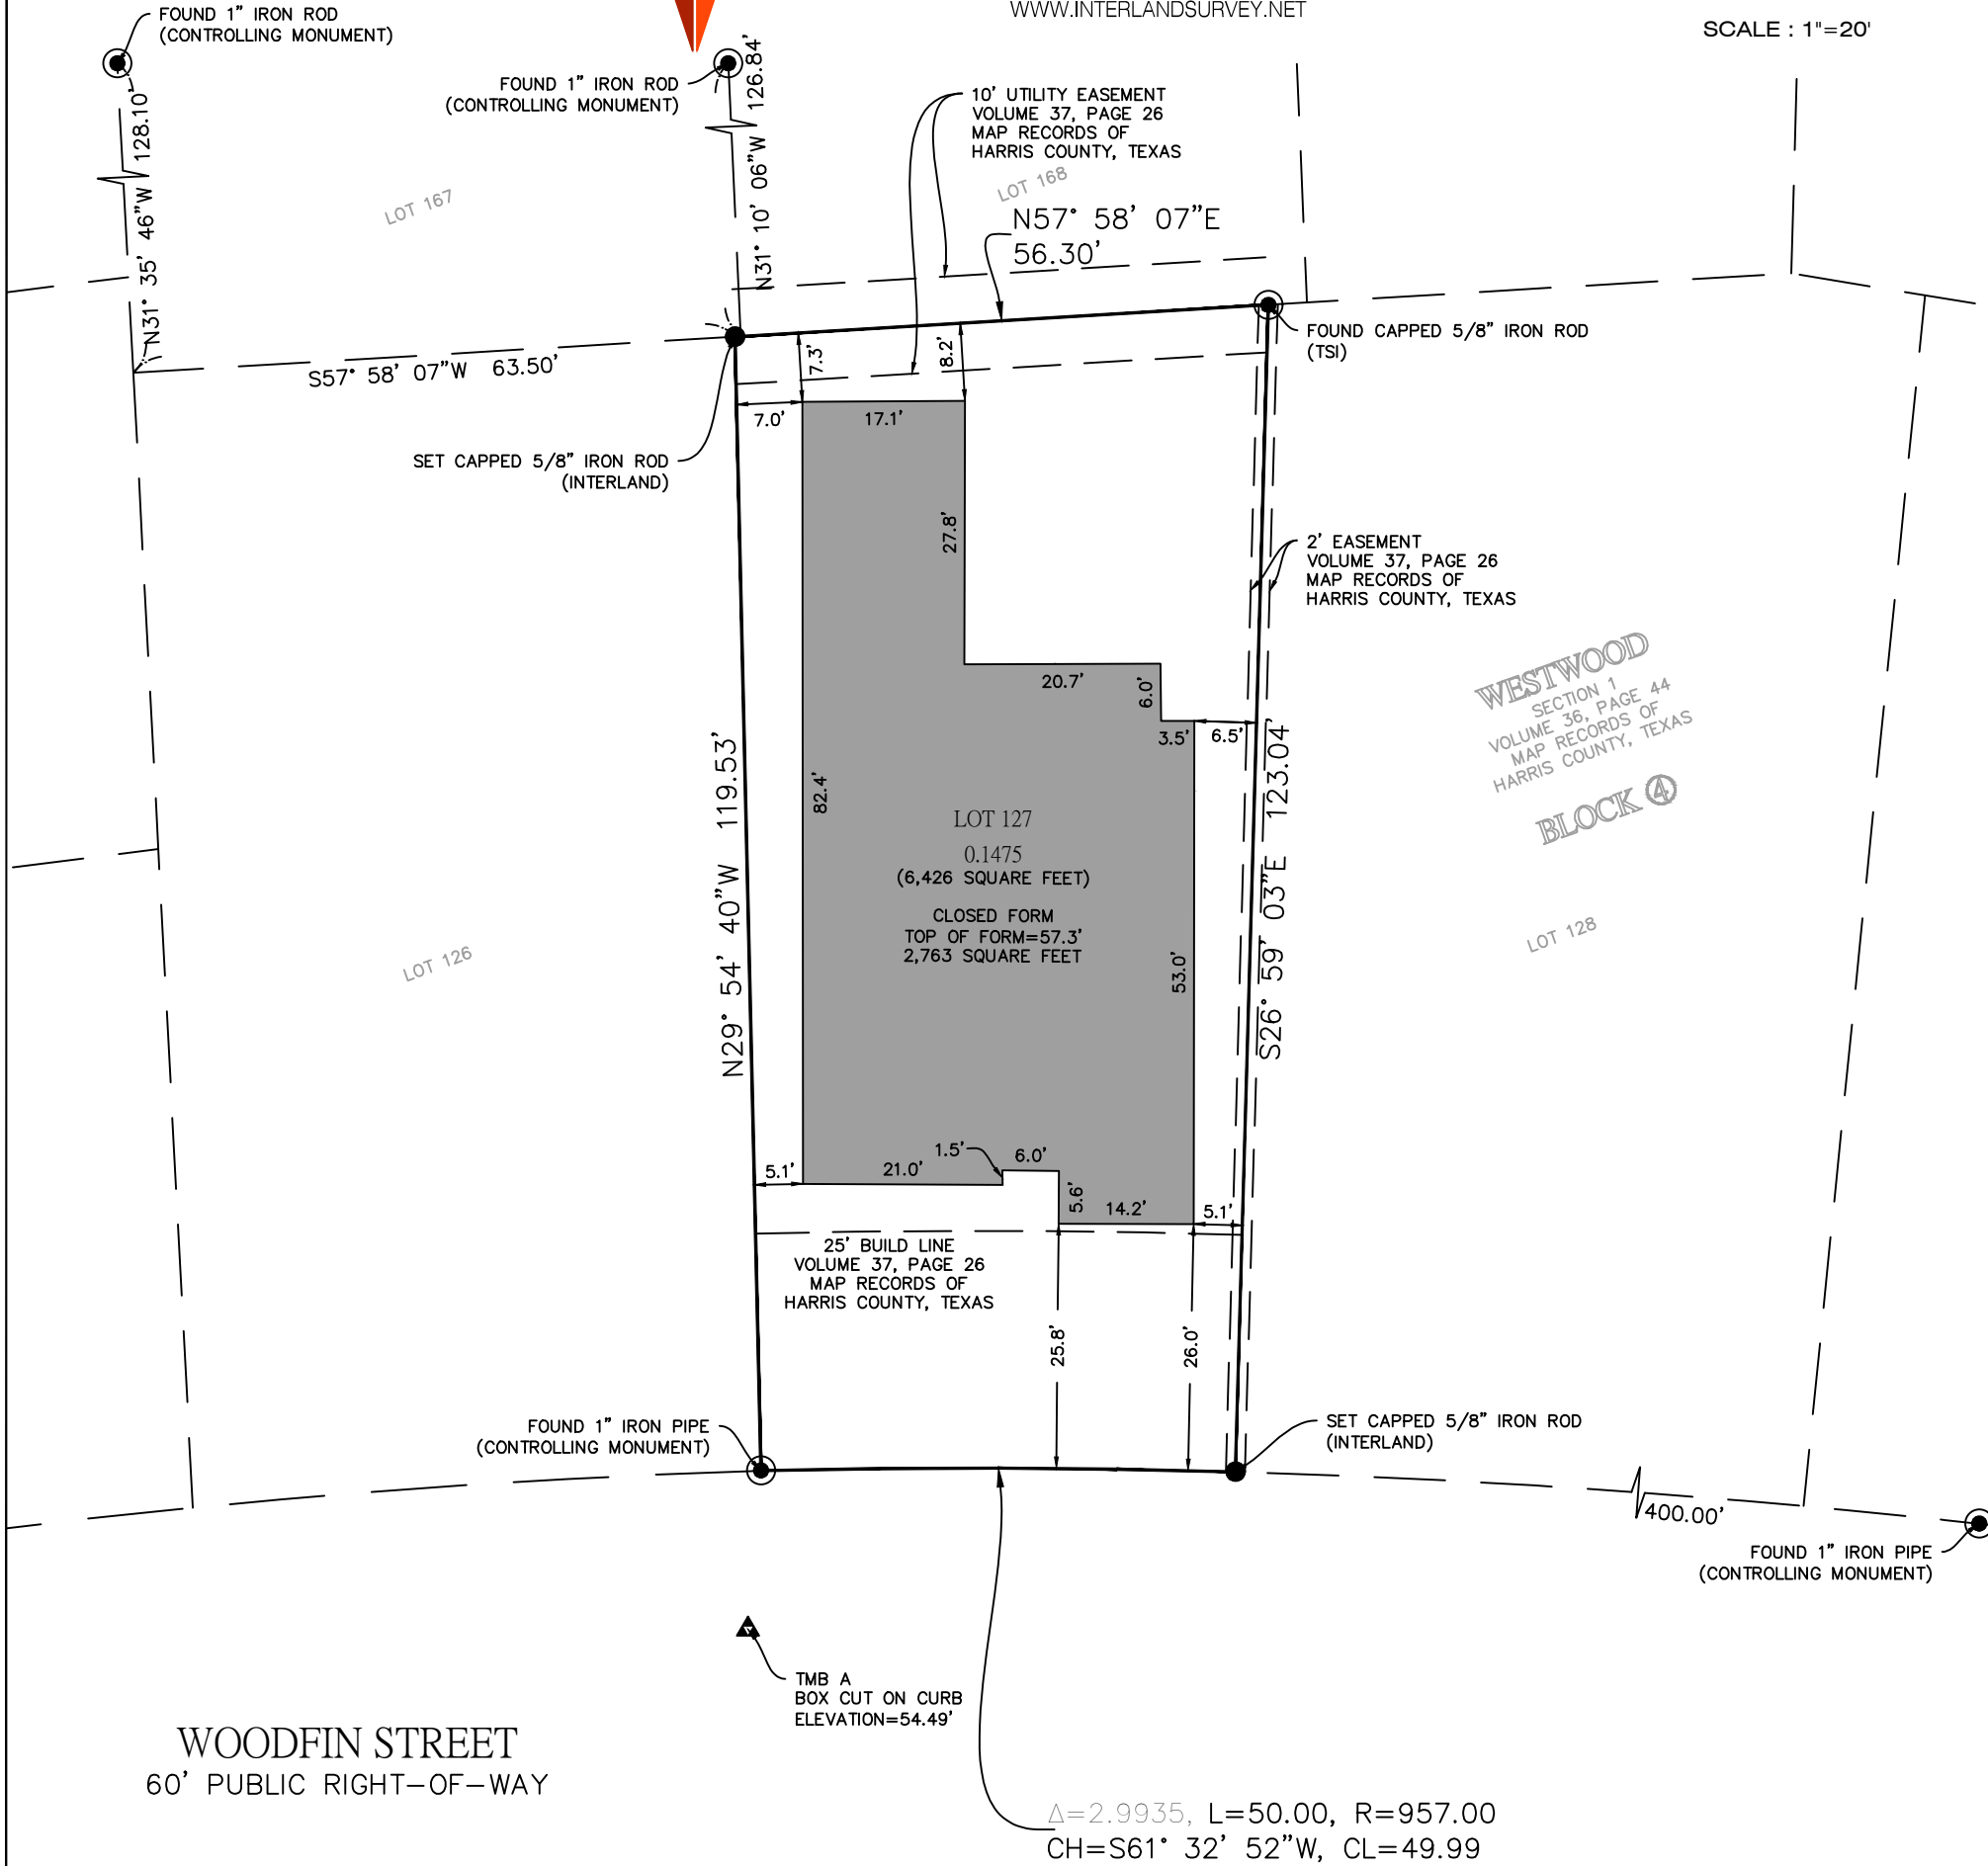 WWW.INTERLANDSURVEY.NET
SCALE : 1"=20'
FOUND 1" IRON ROD
(CONTROLLING MONUMENT)
FOUND 1" IRON ROD
(CONTROLLING MONUMENT)
N31° 35' 46"W 128.10'
N31° 10' 06"W 126.84'
10' UTILITY EASEMENT
VOLUME 37, PAGE 26
MAP RECORDS OF
HARRIS COUNTY, TEXAS
LOT 167
LOT 168
N57° 58' 07"E
56.30'
FOUND CAPPED 5/8" IRON ROD
(TSI)
S57° 58' 07"W 63.50'
7.3'
8.2'
7.0'
17.1'
SET CAPPED 5/8" IRON ROD
(INTERLAND)
27.8'
2' EASEMENT
VOLUME 37, PAGE 26
MAP RECORDS OF
HARRIS COUNTY, TEXAS
20.7'
6.0'
3.5'
6.5'
WESTWOOD
SECTION 1
VOLUME 36, PAGE 44
MAP RECORDS OF
HARRIS COUNTY, TEXAS
BLOCK 4
N29° 54' 40"W 119.53'
82.4'
S26° 59' 03"E 123.04'
LOT 127
0.1475
(6,426 SQUARE FEET)
CLOSED FORM
TOP OF FORM=57.3'
2,763 SQUARE FEET
LOT 126
LOT 128
53.0'
1.5'
6.0'
5.1'
21.0'
5.6'
14.2'
5.1'
25' BUILD LINE
VOLUME 37, PAGE 26
MAP RECORDS OF
HARRIS COUNTY, TEXAS
25.8'
26.0'
FOUND 1" IRON PIPE
(CONTROLLING MONUMENT)
SET CAPPED 5/8" IRON ROD
(INTERLAND)
400.00'
FOUND 1" IRON PIPE
(CONTROLLING MONUMENT)
TMB A
BOX CUT ON CURB
ELEVATION=54.49'
WOODFIN STREET
60' PUBLIC RIGHT-OF-WAY
Δ=2.9935, L=50.00, R=957.00
CH=S61° 32' 52"W, CL=49.99